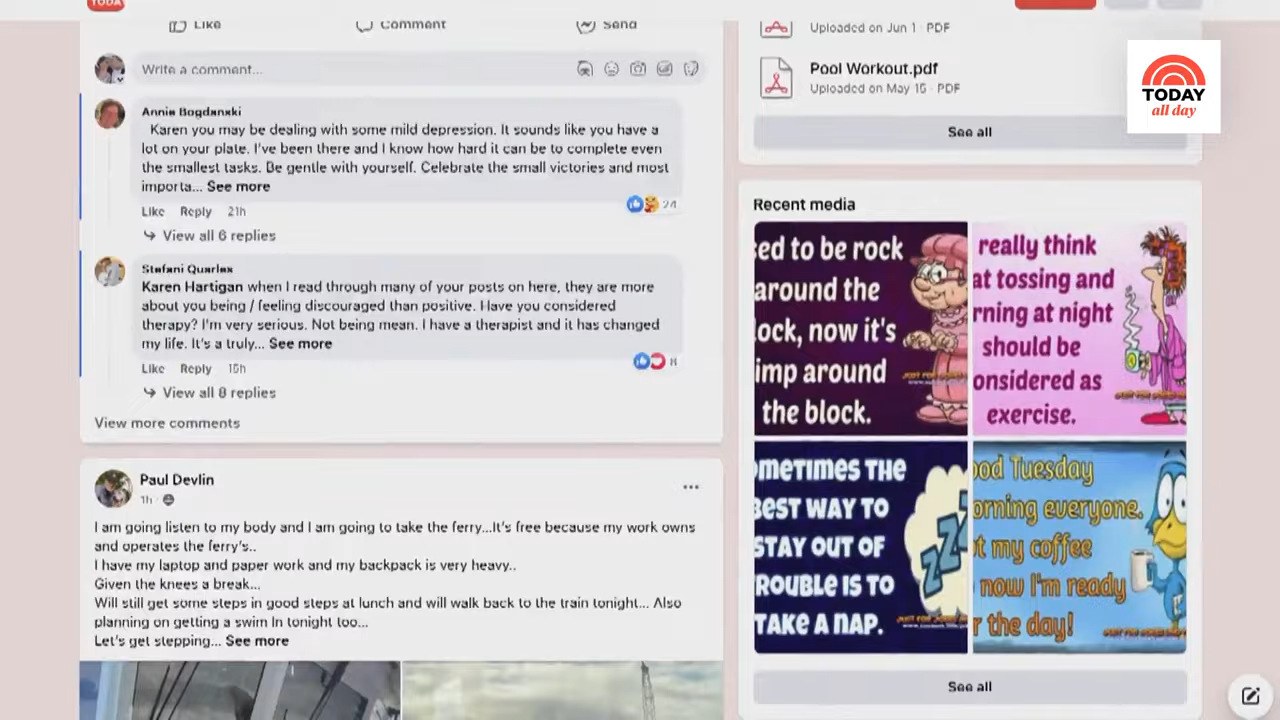 TODAY
Like Comment Send
Write a comment...
Annie Bogdanski
Karen you may be dealing with some mild depression. It sounds like you have a
lot on your plate. I've been there and I know how hard it can be to complete even
the smallest tasks. Be gentle with yourself. Celebrate the small victories and most
importa... See more
24
Like Reply 21h
View all 6 replies
Stefani Quarles
Karen Hartigan when I read through many of your posts on here, they are more
about you being / feeling discouraged than positive. Have you considered
therapy? I'm very serious. Not being mean. I have a therapist and it has changed
my life. It's a truly... See more
8
Like Reply 15h
View all 8 replies
View more comments
Paul Devlin
1h
I am going listen to my body and I am going to take the ferry...It's free because my work owns
and operates the ferry's..
I have my laptop and paper work and my backpack is very heavy..
Given the knees a break...
Will still get some steps in good steps at lunch and will walk back to the train tonight... Also
planning on getting a swim In tonight too...
Let's get stepping... See more
Uploaded on Jun 1 · PDF
Pool Workout.pdf
Uploaded on May 15 · PDF
See all
TODAY
all day
Recent media
sed to be rock
around the
lock, now it's
imp around
the block.
really think
at tossing and
rning at night
should be
onsidered as
exercise.
OMETIMES THE
BEST WAY TO
STAY OUT OF
ROUBLE IS TO
TAKE A NAP.
ood Tuesday
orning everyone.
t my coffee
now I'm ready
r the day!
See all